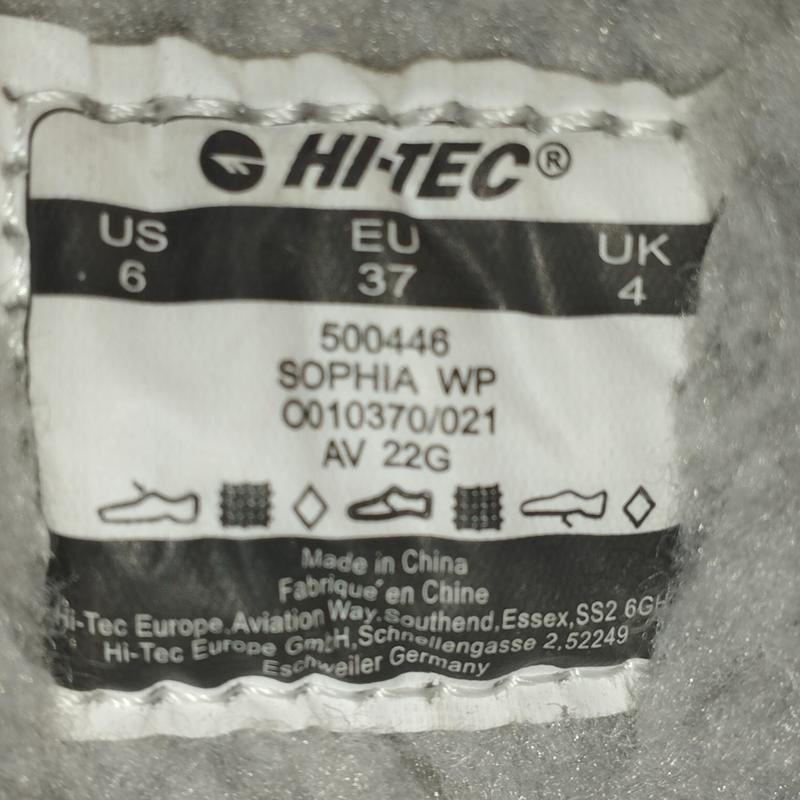 HI-TEC®
US EU UK
6 37 4
500446
SOPHIA WP
O010370/021
AV 22G
Made in China
Fabrique' en Chine
Hi-Tec Europe,Aviation Way,Southend,Essex,SS2 6GH
Hi-Tec Europe GmbH,Schnellengasse 2,52249
Eschweiler Germany